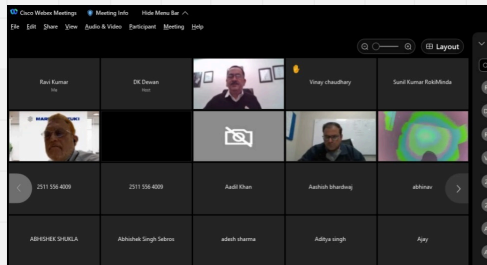 Cisco Webex Meetings Meeting Info Hide Menu Bar
File Edit Share View Audio & Video Participant Meeting Help
Layout
Ravi Kumar
Me
DK Dewan
Host
Vinay chaudhary
Sunil Kumar RokiMinda
2511 556 4009
2511 556 4009
Aadil Khan
Aashish bhardwaj
abhinav
ABHISHEK SHUKLA
Abhishek Singh Sebros
adesh sharma
Aditya singh
Ajay